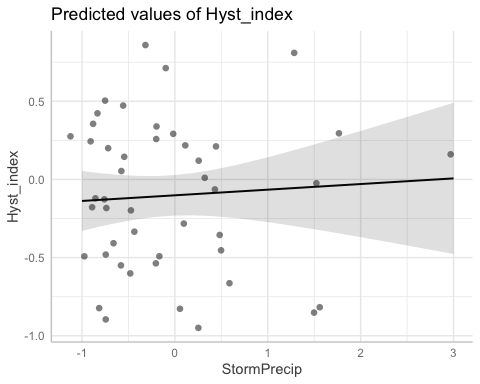 Predicted values of Hyst_index
Hyst_index
0.5
0.0
-0.5
-1.0
-1 0 1 2 3
StormPrecip